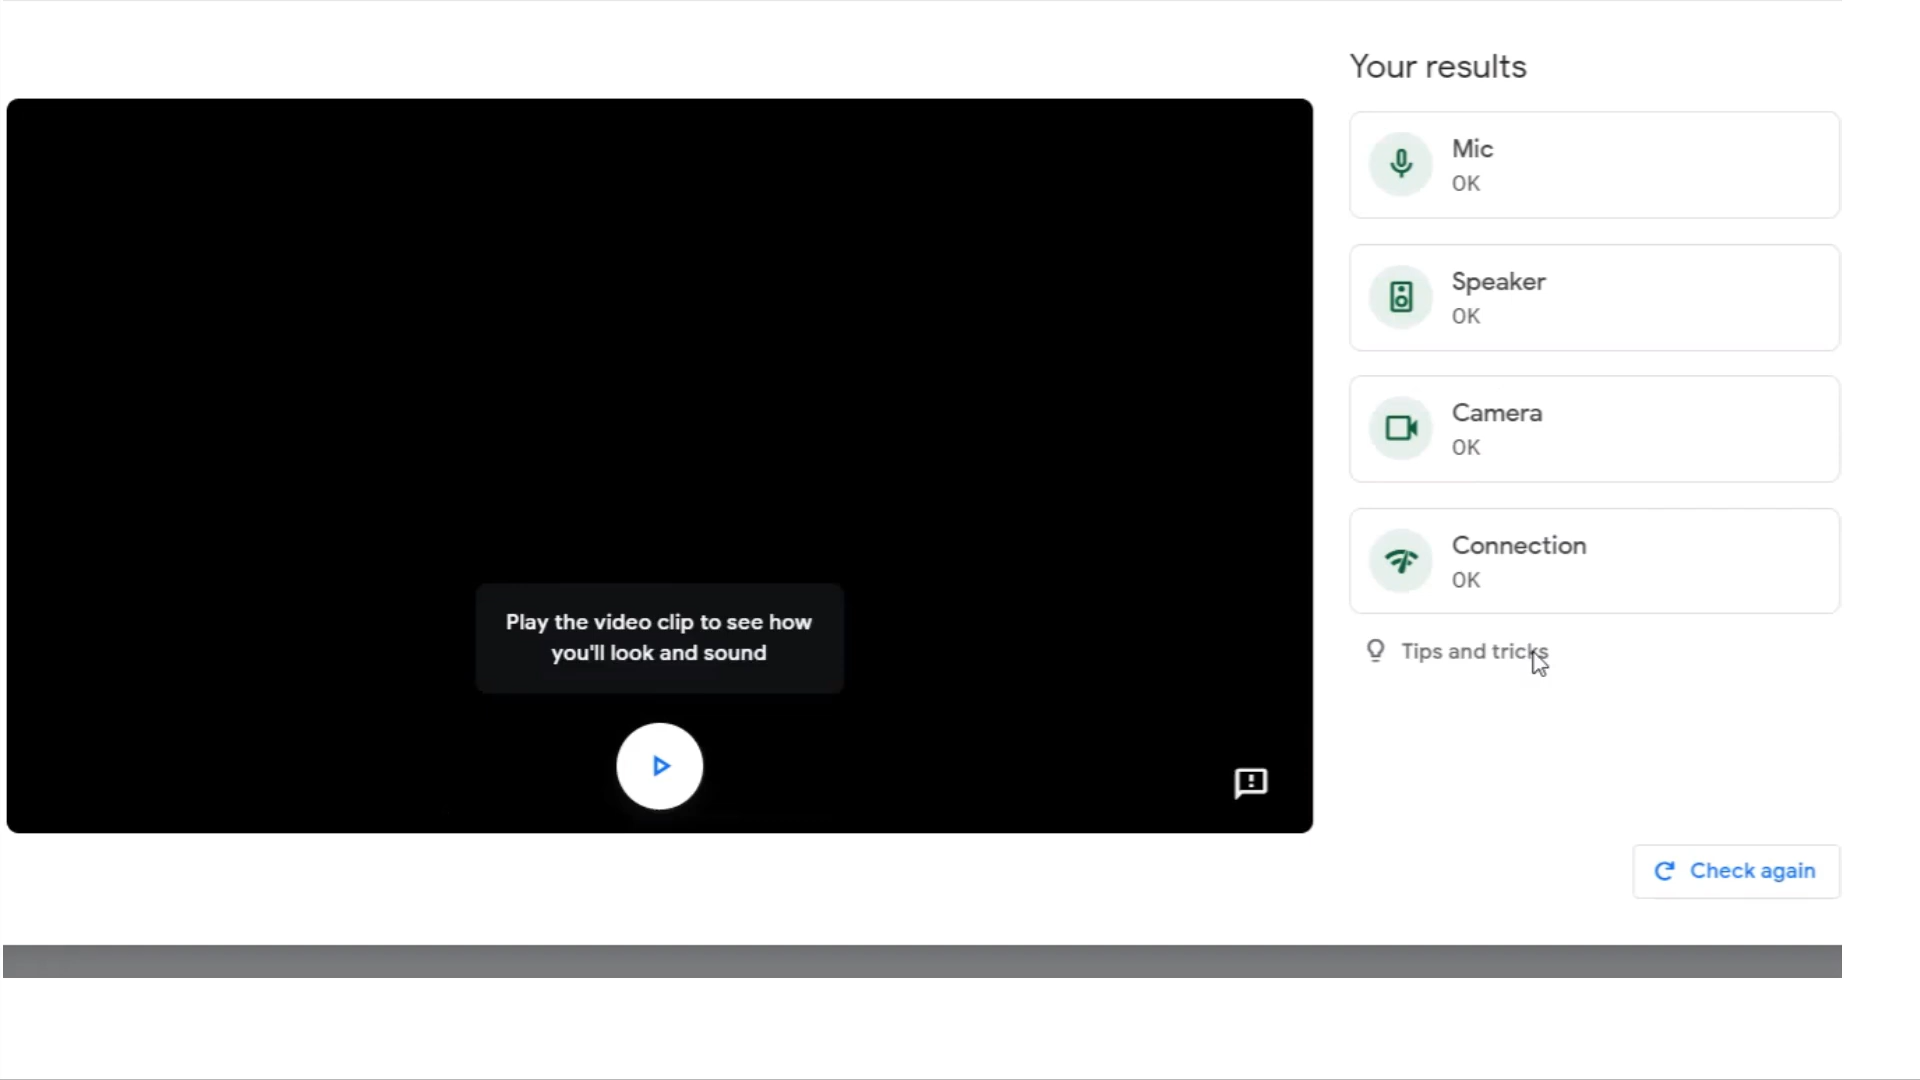 Your results
Mic
OK
Speaker
OK
Camera
OK
Connection
OK
Tips and tricks
Play the video clip to see how
you'll look and sound
Check again